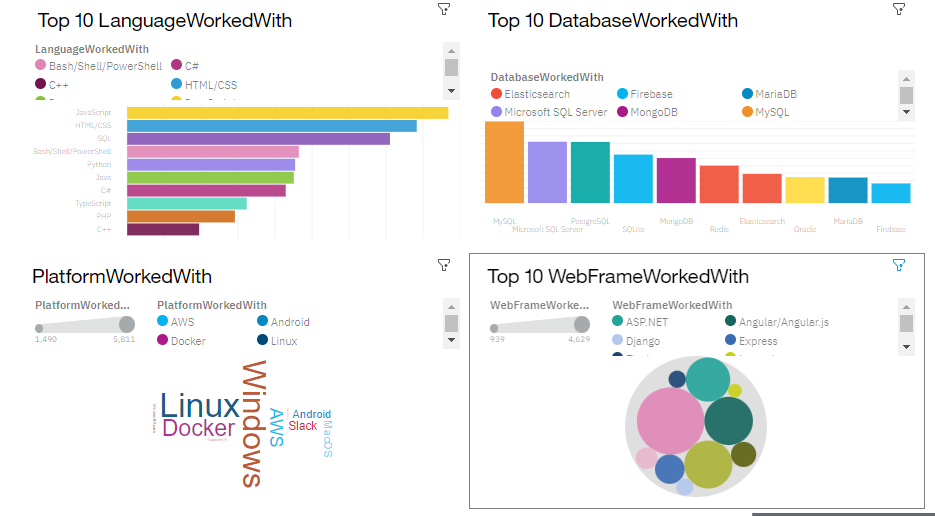 Top 10 LanguageWorkedWith
LanguageWorkedWith
Bash/Shell/PowerShell C#
C++ HTML/CSS
JavaScript
HTML/CSS
SQL
Bash/Shell/PowerShell
Python
Java
C#
TypeScript
PHP
C++
Top 10 DatabaseWorkedWith
DatabaseWorkedWith
Elasticsearch Firebase MariaDB
Microsoft SQL Server MongoDB MySQL
MySQL PostgreSQL MongoDB Elasticsearch MariaDB
Microsoft SQL Server SQLite Redis Oracle Firebase
PlatformWorkedWith
PlatformWorked... PlatformWorkedWith
AWS Android
Docker Linux
1,490 5,811
Linux
Docker
Windows
AWS
Android
Slack
MacOS
Top 10 WebFrameWorkedWith
WebFrameWorke... WebFrameWorkedWith
ASP.NET Angular/Angular.js
Django Express
939 4,629